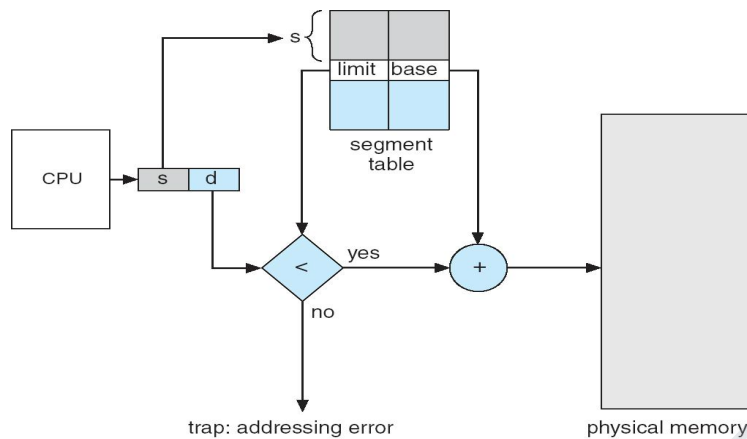 s {
limit base
segment
table
CPU
s d
<
yes
+
no
trap: addressing error
physical memory